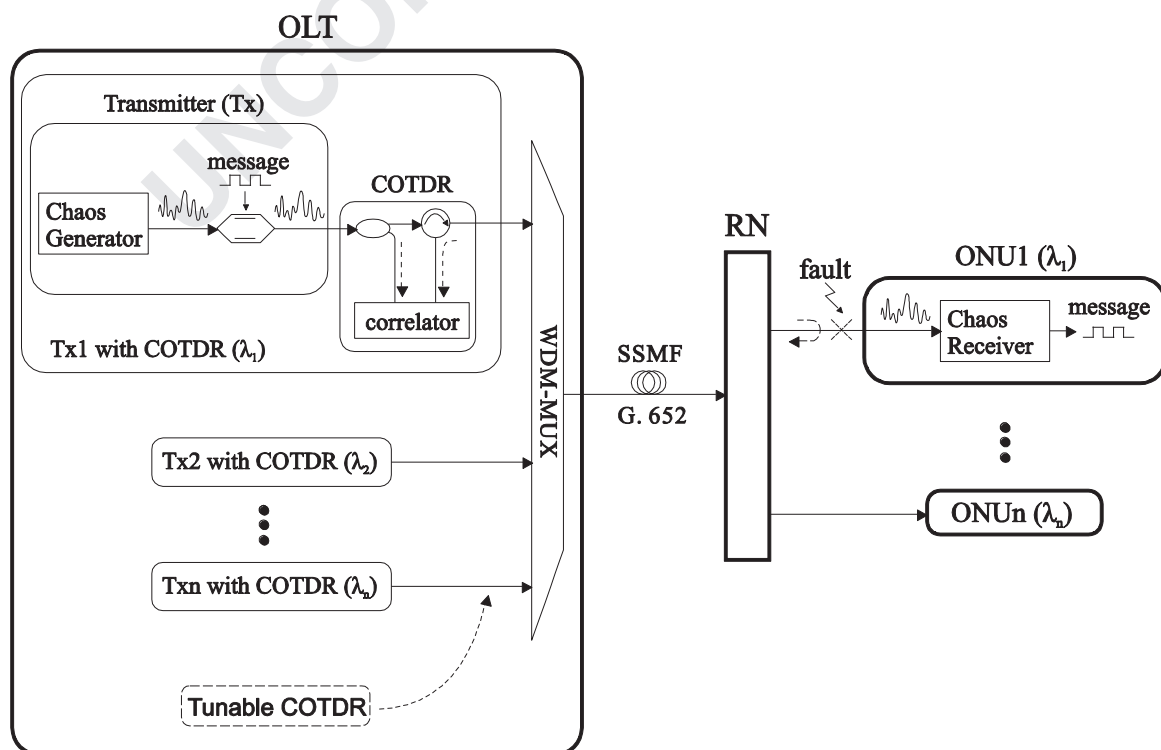 OLT
Transmitter (Tx)
message
Chaos
Generator
COTDR
correlator
Tx1 with COTDR (λ₁)
Tx2 with COTDR (λ₂)
Txn with COTDR (λₙ)
Tunable COTDR
WDM-MUX
SSMF
G. 652
RN
fault
ONU1 (λ₁)
Chaos
Receiver
message
ONUn (λₙ)